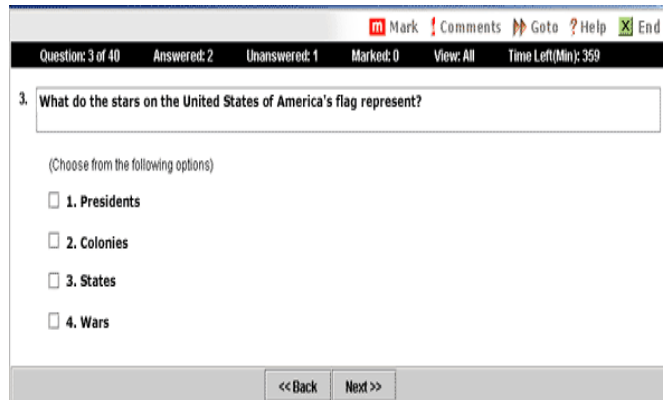 m Mark ! Comments Goto ? Help X End
Question: 3 of 40 Answered: 2 Unanswered: 1 Marked: 0 View: All Time Left(Min): 359
3. What do the stars on the United States of America's flag represent?
(Choose from the following options)
1. Presidents
2. Colonies
3. States
4. Wars
<< Back Next >>